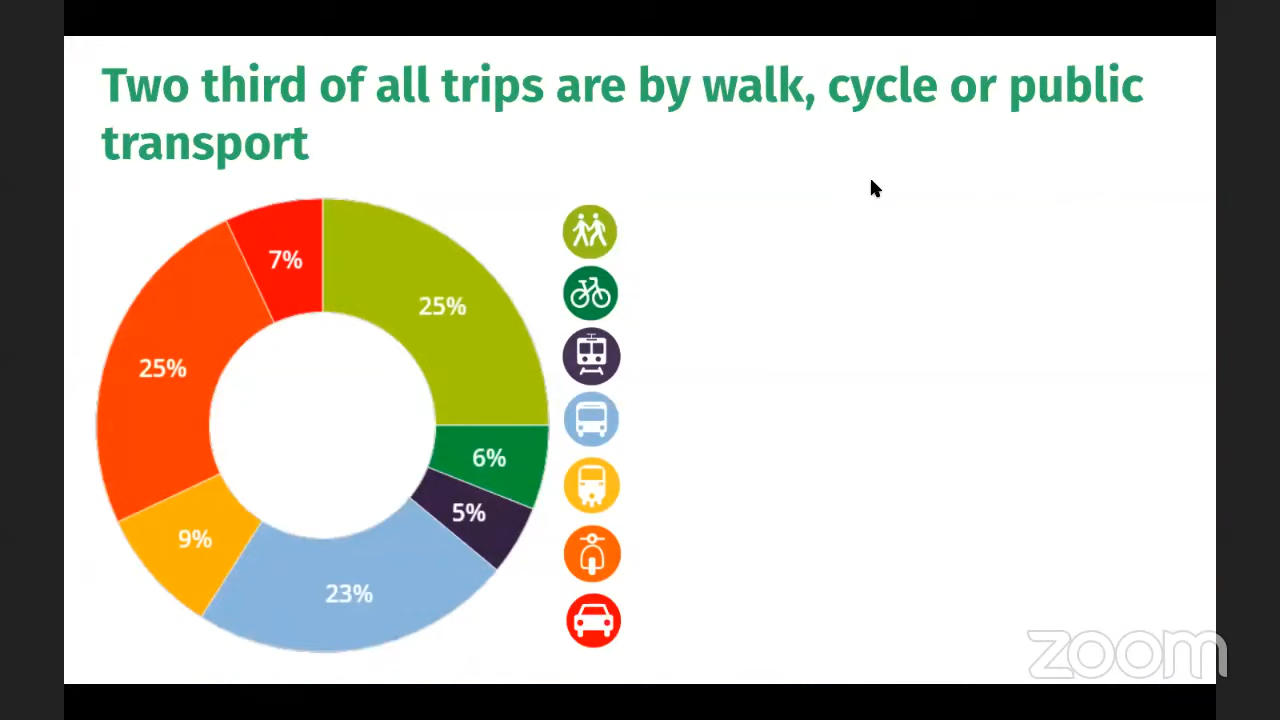 Two third of all trips are by walk, cycle or public
transport
7%
25%
25%
6%
5%
9%
23%
zoom